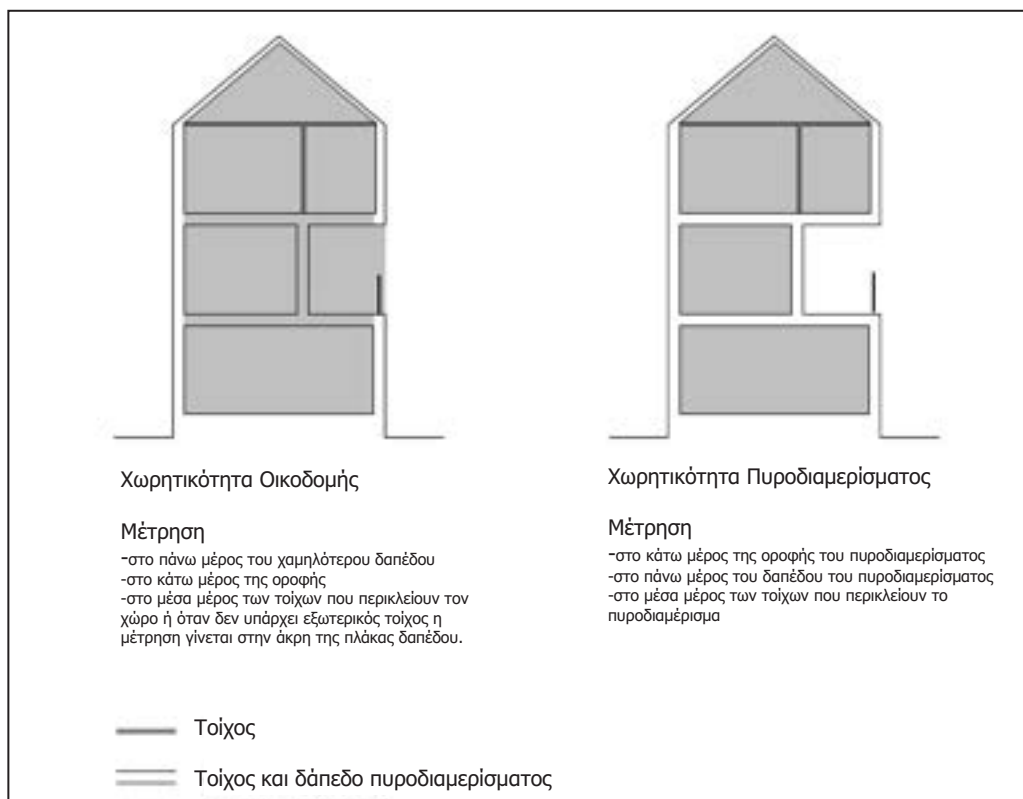 Χωρητικότητα Οικοδομής
Μέτρηση
-στο πάνω μέρος του χαμηλότερου δαπέδου
-στο κάτω μέρος της οροφής
-στο μέσα μέρος των τοίχων που περικλείουν τον
χώρο ή όταν δεν υπάρχει εξωτερικός τοίχος η
μέτρηση γίνεται στην άκρη της πλάκας δαπέδου.
Χωρητικότητα Πυροδιαμερίσματος
Μέτρηση
-στο κάτω μέρος της οροφής του πυροδιαμερίσματος
-στο πάνω μέρος του δαπέδου του πυροδιαμερίσματος
-στο μέσα μέρος των τοίχων που περικλείουν το
πυροδιαμέρισμα
Τοίχος
Τοίχος και δάπεδο πυροδιαμερίσματος